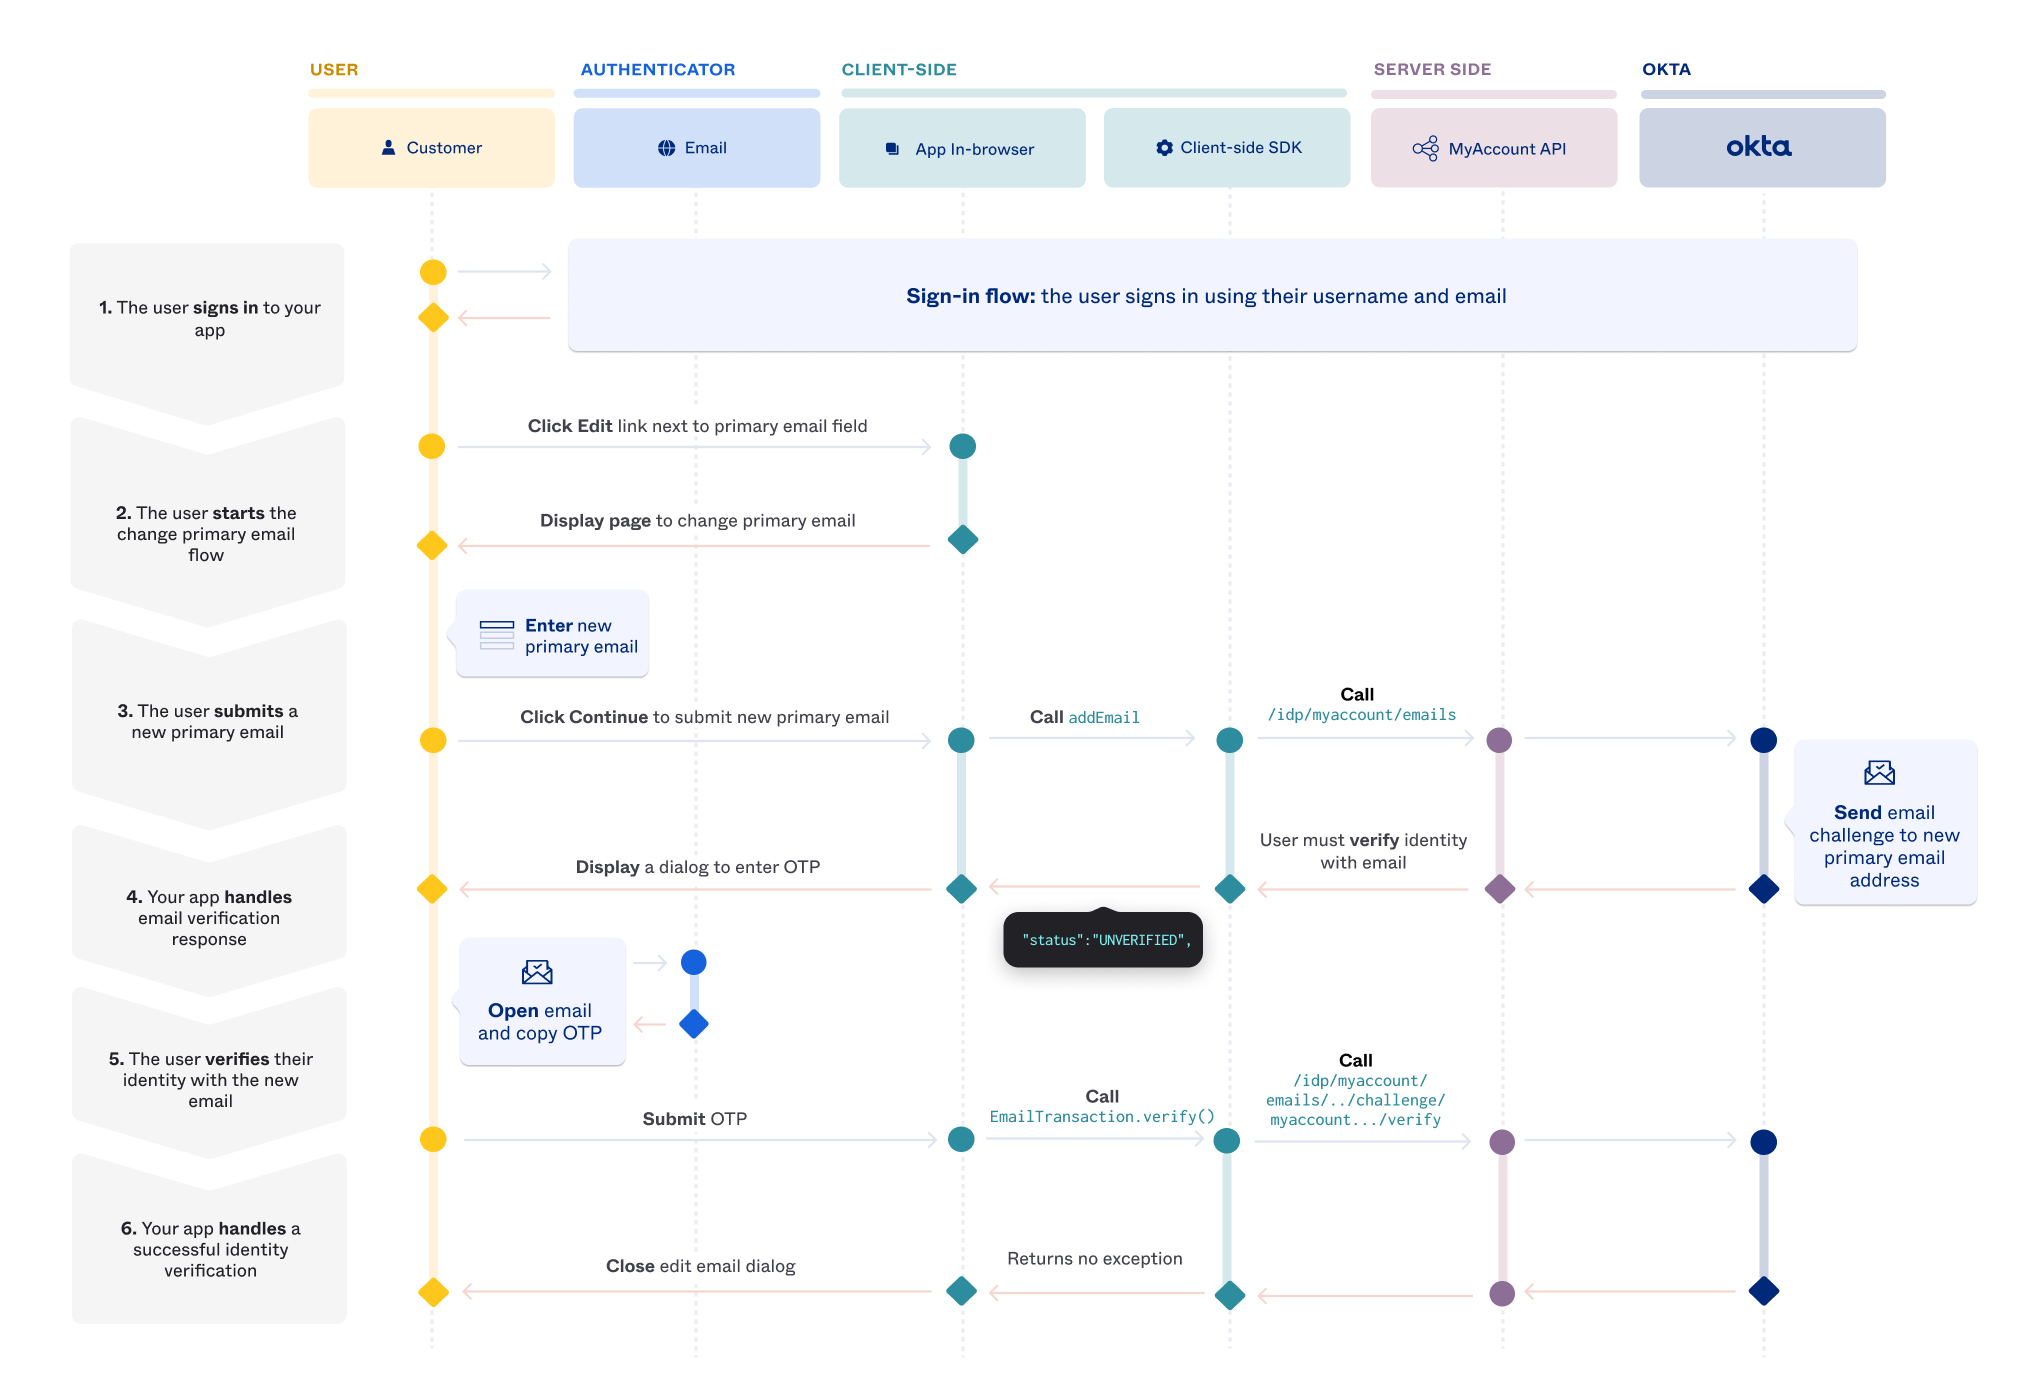 USER
AUTHENTICATOR
CLIENT-SIDE
SERVER SIDE
OKTA
Customer
Email
App In-browser
Client-side SDK
MyAccount API
okta
1. The user signs in to your
app
Sign-in flow: the user signs in using their username and email
2. The user starts the
change primary email
flow
Click Edit link next to primary email field
Display page to change primary email
Enter new
primary email
3. The user submits a
new primary email
Click Continue to submit new primary email
Call addEmail
Call
/idp/myaccount/emails
Send email
challenge to new
primary email
address
4. Your app handles
email verification
response
Display a dialog to enter OTP
User must verify identity
with email
"status":"UNVERIFIED",
Open email
and copy OTP
5. The user verifies their
identity with the new
email
Submit OTP
Call
EmailTransaction.verify()
Call
/idp/myaccount/
emails/../challenge/
myaccount.../verify
6. Your app handles a
successful identity
verification
Close edit email dialog
Returns no exception